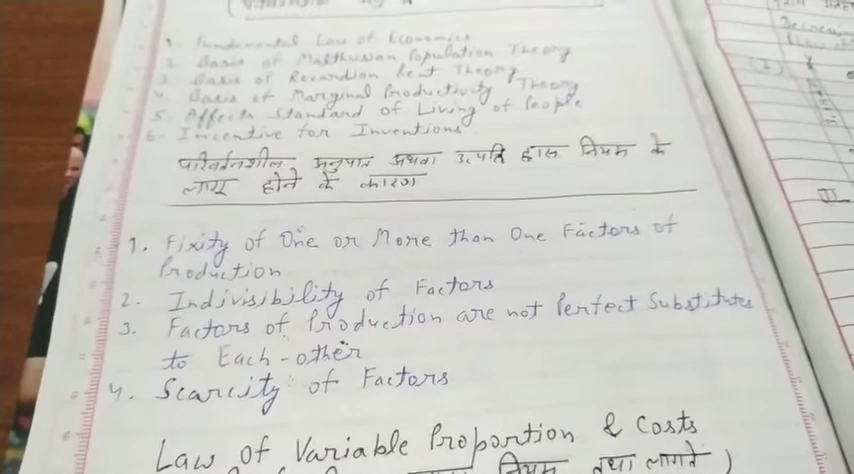 1. Fundamental Law of Economics
2. Basis of Malthusian Population Theory
3. Basis of Recardian Rent Theory
4. Basis of Marginal Productivity Theory
5. Affects Standard of Living of People
6. Incentive for Inventions
परिवर्तनशील अनुपात अथवा उत्पत्ति ह्रास नियम के
लागू होने के कारण
1. Fixity of One or More than One Factors of
Production
2. Indivisibility of Factors
3. Factors of Production are not Perfect Substitutes
to Each-other
4. Scarcity of Factors
Law of Variable Proportion & Costs
नियम तथा लागतें )